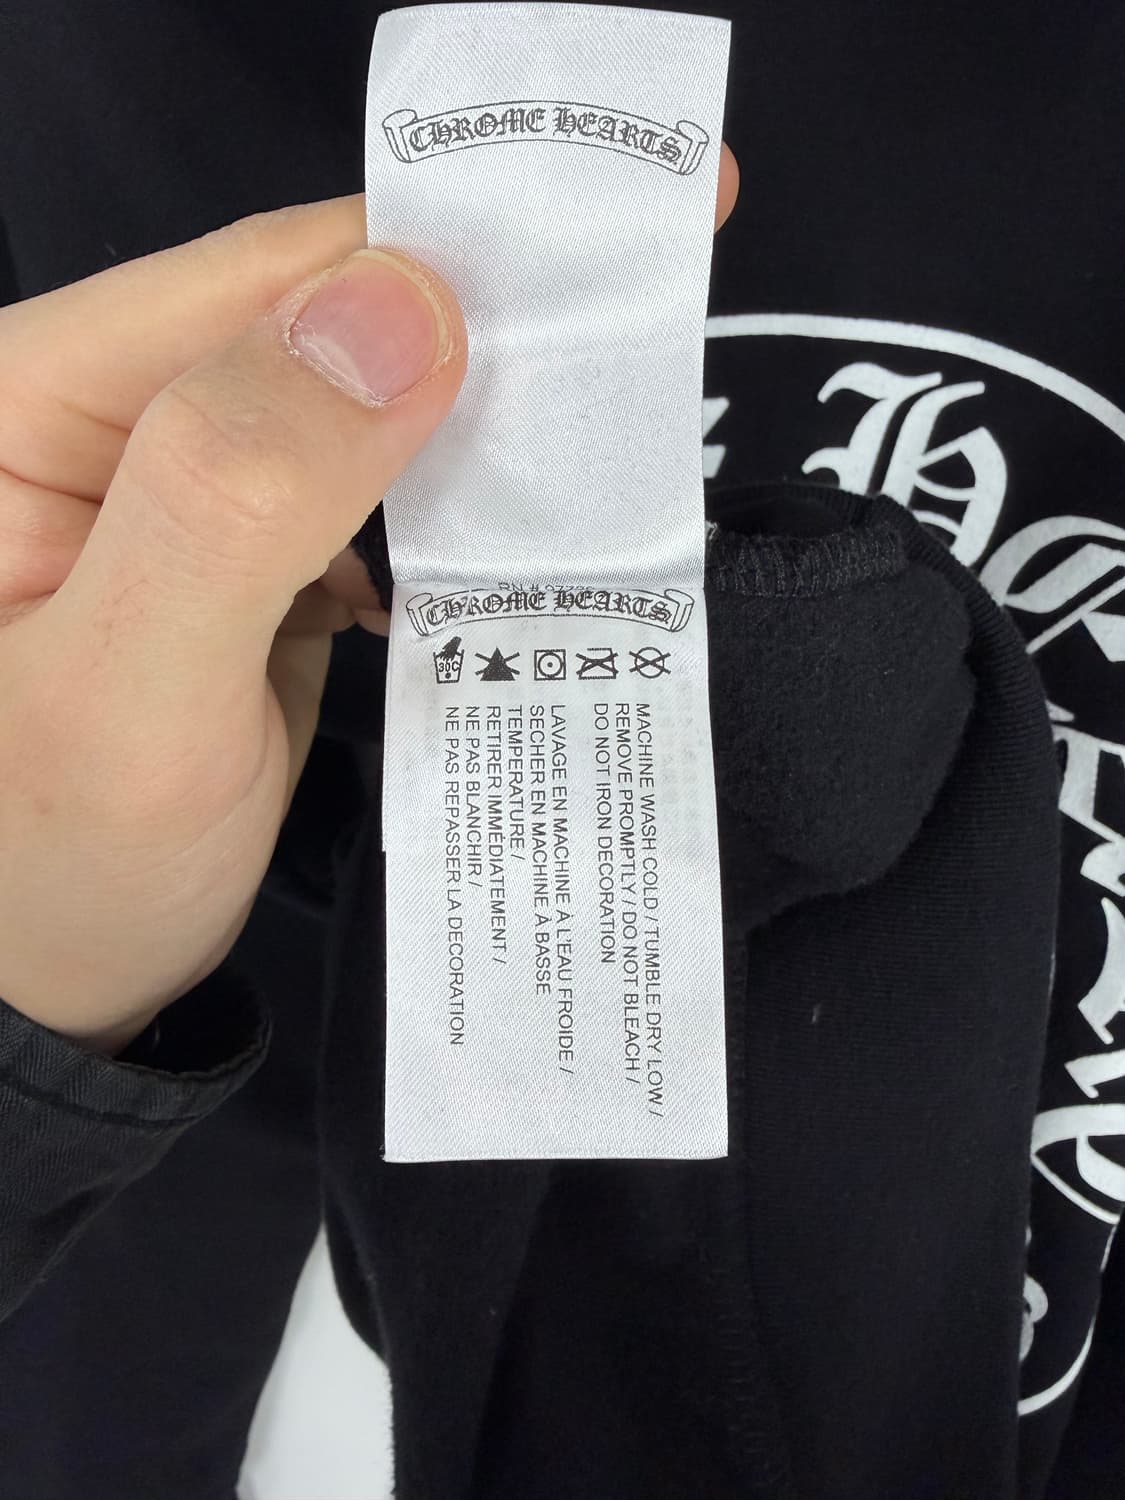 CHROME HEARTS
CHROME HEARTS
30C
MACHINE WASH COLD / TUMBLE DRY LOW /
REMOVE PROMPTLY / DO NOT BLEACH /
DO NOT IRON DECORATION
LAVAGE EN MACHINE À L'EAU FROIDE /
SECHER EN MACHINE À BASSE
TEMPERATURE /
RETIRER IMMÉDIATEMENT /
NE PAS BLANCHIR /
NE PAS REPASSER LA DECORATION